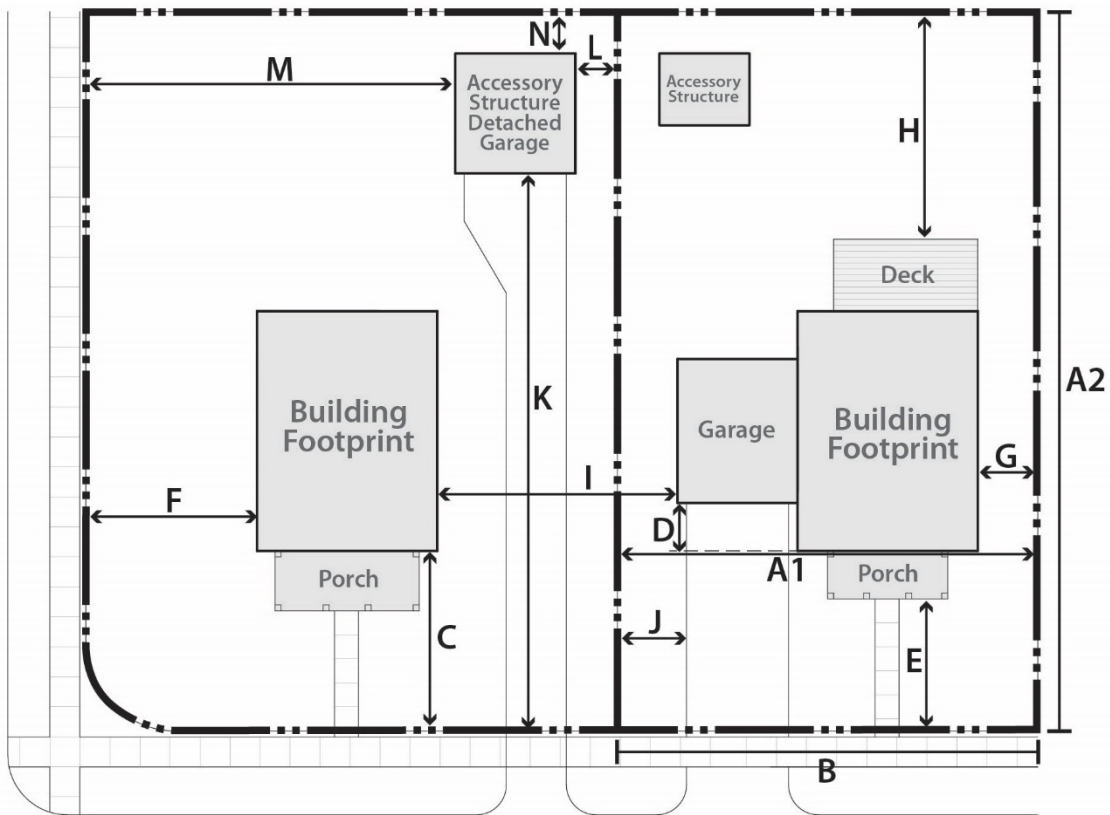 N
L
M
Accessory
Structure
Detached
Garage
Accessory
Structure
H
Deck
A2
K
Building
Footprint
Garage
Building
Footprint
G
I
F
D
A1
Porch
Porch
C
J
E
B